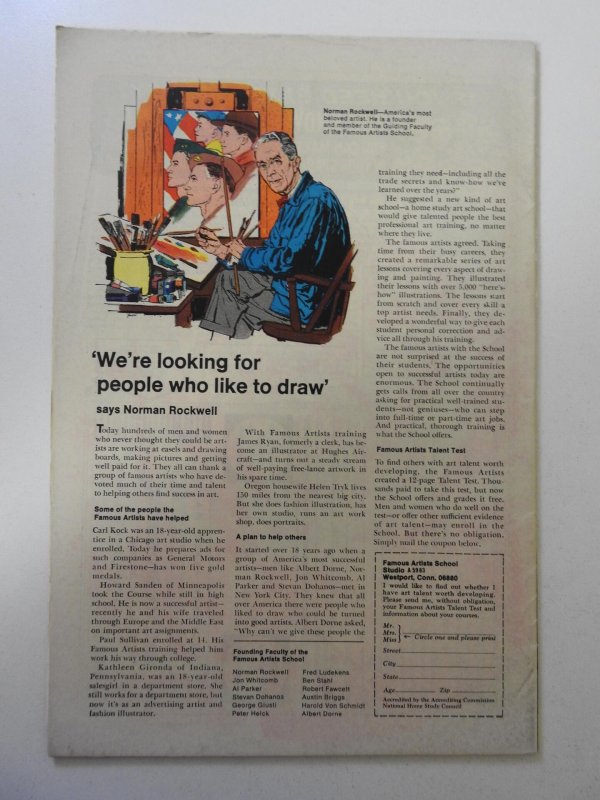 Norman Rockwell—America's most
beloved artist. He is a founder
and member of the Guiding Faculty
of the Famous Artists School.
'We're looking for
people who like to draw'
says Norman Rockwell
Today hundreds of men and women
who never thought they could be art-
ists are working at easels and drawing
boards, making pictures and getting
well paid for it. They all can thank a
group of famous artists who have de-
voted much of their time and talent
to helping others find success in art.
Some of the people the
Famous Artists have helped
Carl Kock was an 18-year-old appren-
tice in a Chicago art studio when he
enrolled. Today he prepares ads for
such companies as General Motors
and Firestone—has won five gold
medals.
Howard Sanden of Minneapolis
took the Course while still in high
school. He is now a successful artist—
recently he and his wife traveled
through Europe and the Middle East
on important art assignments.
Paul Sullivan enrolled at 14. His
Famous Artists training helped him
work his way through college.
Kathleen Gironda of Indiana,
Pennsylvania, was an 18-year-old
salesgirl in a department store. She
still works for a department store, but
now it's as an advertising artist and
fashion illustrator.
With Famous Artists training
James Ryan, formerly a clerk, has be-
come an illustrator at Hughes Air-
craft—and turns out a steady stream
of well-paying free-lance artwork in
his spare time.
Oregon housewife Helen Tryk lives
150 miles from the nearest big city.
But she does fashion illustration, has
her own studio, runs an art work
shop, does portraits.
A plan to help others
It started over 18 years ago when a
group of America's most successful
artists—men like Albert Dorne, Nor-
man Rockwell, Jon Whitcomb, Al
Parker and Stevan Dohanos—met in
New York City. They knew that all
over America there were people who
liked to draw who could be turned
into good artists. Albert Dorne asked,
"Why can't we give these people the
Founding Faculty of the
Famous Artists School
Norman Rockwell
Jon Whitcomb
Al Parker
Stevan Dohanos
George Giusti
Peter Helck
Fred Ludekens
Ben Stahl
Robert Fawcett
Austin Briggs
Harold Von Schmidt
Albert Dorne
training they need—including all the
trade secrets and know-how we've
learned over the years?"
He suggested a new kind of art
school—a home study art school—that
would give talented people the best
professional art training, no matter
where they live.
The famous artists agreed. Taking
time from their busy careers, they
created a remarkable series of art
lessons covering every aspect of draw-
ing and painting. They illustrated
their lessons with over 5,000 "here's-
how" illustrations. The lessons start
from scratch and cover every skill a
top artist needs. Finally, they de-
veloped a wonderful way to give each
student personal correction and ad-
vice all through his training.
The famous artists with the School
are not surprised at the success of
their students. The opportunities
open to successful artists today are
enormous. The School continually
gets calls from all over the country
asking for practical well-trained stu-
dents—not geniuses—who can step
into full-time or part-time art jobs.
And practical, thorough training is
what the School offers.
Famous Artists Talent Test
To find others with art talent worth
developing, the Famous Artists
created a 12-page Talent Test. Thou-
sands paid to take this test, but now
the School offers and grades it free.
Men and women who do well on the
test—or offer other sufficient evidence
of art talent—may enroll in the
School. But there's no obligation.
Simply mail the coupon below.
Famous Artists School
Studio
Westport, Conn. 06880
I would like to find out whether I
have art talent worth developing.
Please send me, without obligation,
your Famous Artists Talent Test and
information about your courses.
Mr.
Mrs. ← Circle one and please print
Miss
Street
City
State
Age Zip
Accredited by the Accrediting Commission
National Home Study Council